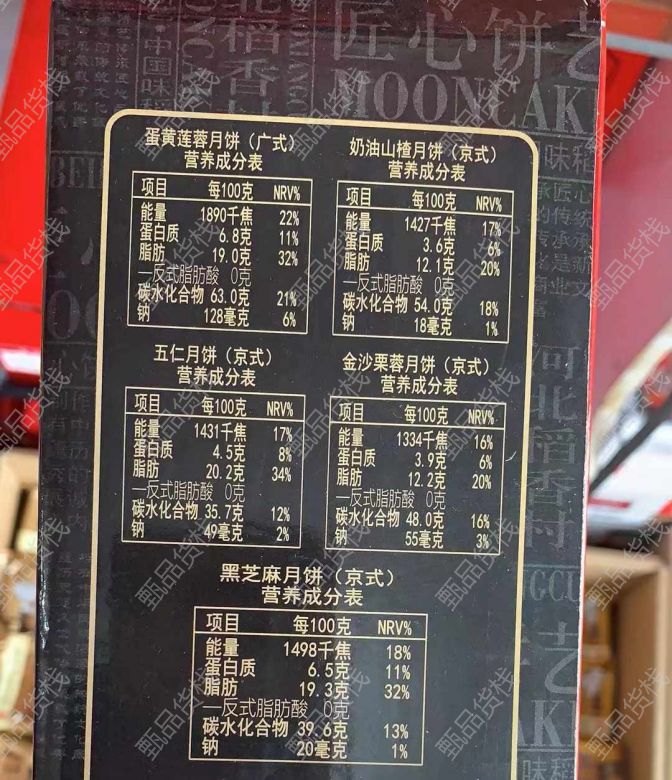 北稻香村
·中国味稻
匠心饼艺
MOONCAK
蛋黄莲蓉月饼（广式）
营养成分表
项目 每100克 NRV%
能量 1890千焦 22%
蛋白质 6.8克 11%
脂肪 19.0克 32%
—反式脂肪酸 0克
碳水化合物 63.0克 21%
钠 128毫克 6%
奶油山楂月饼（京式）
营养成分表
项目 每100克 NRV%
能量 1427千焦 17%
蛋白质 3.6克 6%
脂肪 12.1克 20%
—反式脂肪酸 0克
碳水化合物 54.0克 18%
钠 18毫克 1%
五仁月饼（京式）
营养成分表
项目 每100克 NRV%
能量 1431千焦 17%
蛋白质 4.5克 8%
脂肪 20.2克 34%
—反式脂肪酸 0克
碳水化合物 35.7克 12%
钠 49毫克 2%
金沙栗蓉月饼（京式）
营养成分表
项目 每100克 NRV%
能量 1334千焦 16%
蛋白质 3.9克 6%
脂肪 12.2克 20%
—反式脂肪酸 0克
碳水化合物 48.0克 16%
钠 55毫克 3%
黑芝麻月饼（京式）
营养成分表
项目 每100克 NRV%
能量 1498千焦 18%
蛋白质 6.5克 11%
脂肪 19.3克 32%
—反式脂肪酸 0克
碳水化合物 39.6克 13%
钠 20毫克 1%
味稻
河北稻香村
甄品货栈